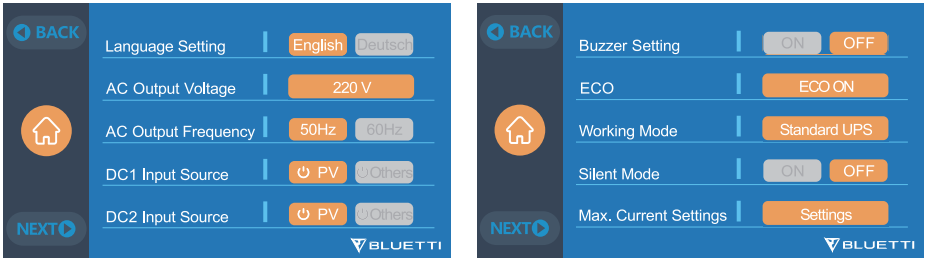 BACK
Language Setting English Deutsch
AC Output Voltage 220 V
AC Output Frequency 50Hz 60Hz
DC1 Input Source PV Others
DC2 Input Source PV Others
NEXT
BLUETTI
BACK
Buzzer Setting ON OFF
ECO ECO ON
Working Mode Standard UPS
Silent Mode ON OFF
Max. Current Settings Settings
NEXT
BLUETTI